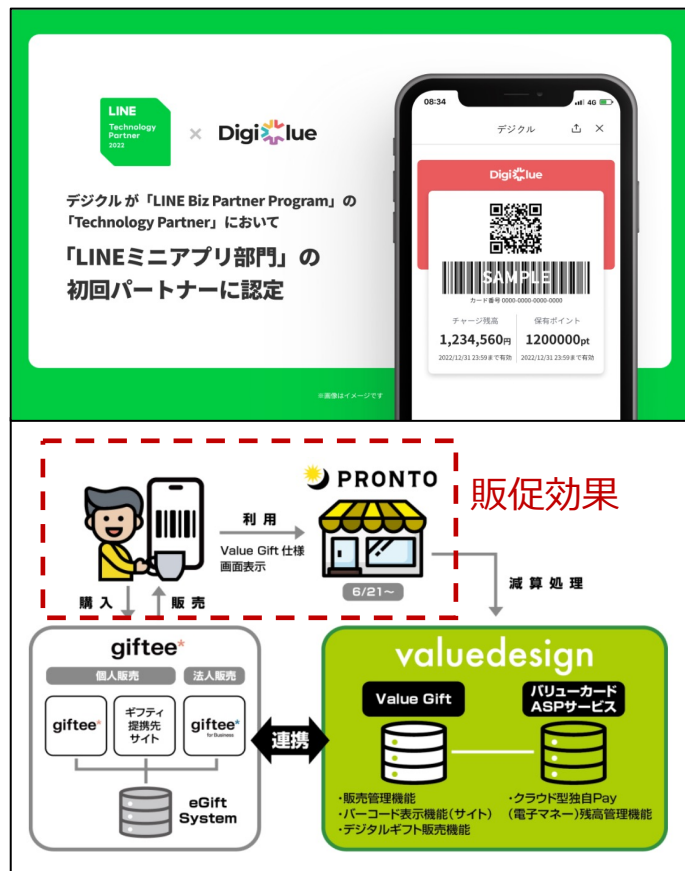 LINE
Technology
Partner
2022
× DigiClue
デジクル が「LINE Biz Partner Program」の
「Technology Partner」において
「LINEミニアプリ部門」の
初回パートナーに認定
※画像はイメージです
08:34
4G
デジクル
DigiClue
SAMPLE
カード番号 0000-0000-0000-0000
チャージ残高
1,234,560円
2022/12/31 23:59まで有効
保有ポイント
1200000pt
2022/12/31 23:59まで有効
PRONTO
販促効果
利用
Value Gift 仕様
画面表示
6/21~
減算処理
購入
販売
giftee*
個人販売
法人販売
giftee*
ギフティ
提携先
サイト
giftee*
for Business
eGift
System
連携
valuedesign
Value Gift
バリューカード
ASPサービス
・販売管理機能
・バーコード表示機能(サイト)
・デジタルギフト販売機能
・クラウド型独自Pay
(電子マネー)残高管理機能